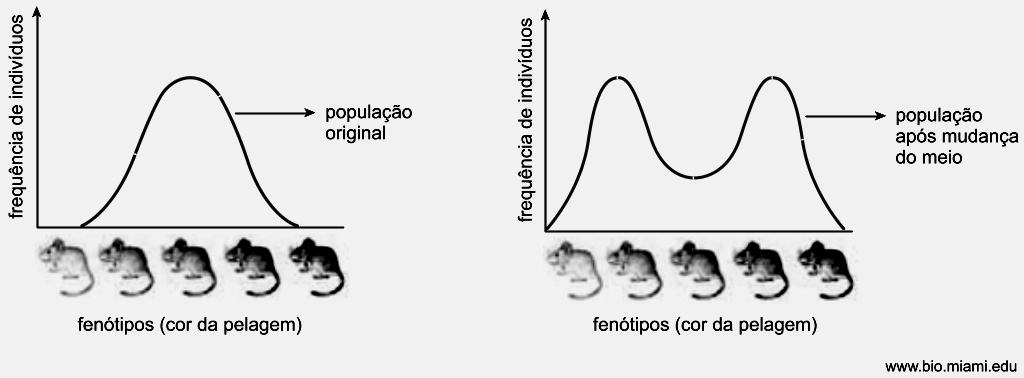 frequência de indivíduos
população
original
fenótipos (cor da pelagem)
frequência de indivíduos
população
após mudança
do meio
fenótipos (cor da pelagem)
www.bio.miami.edu